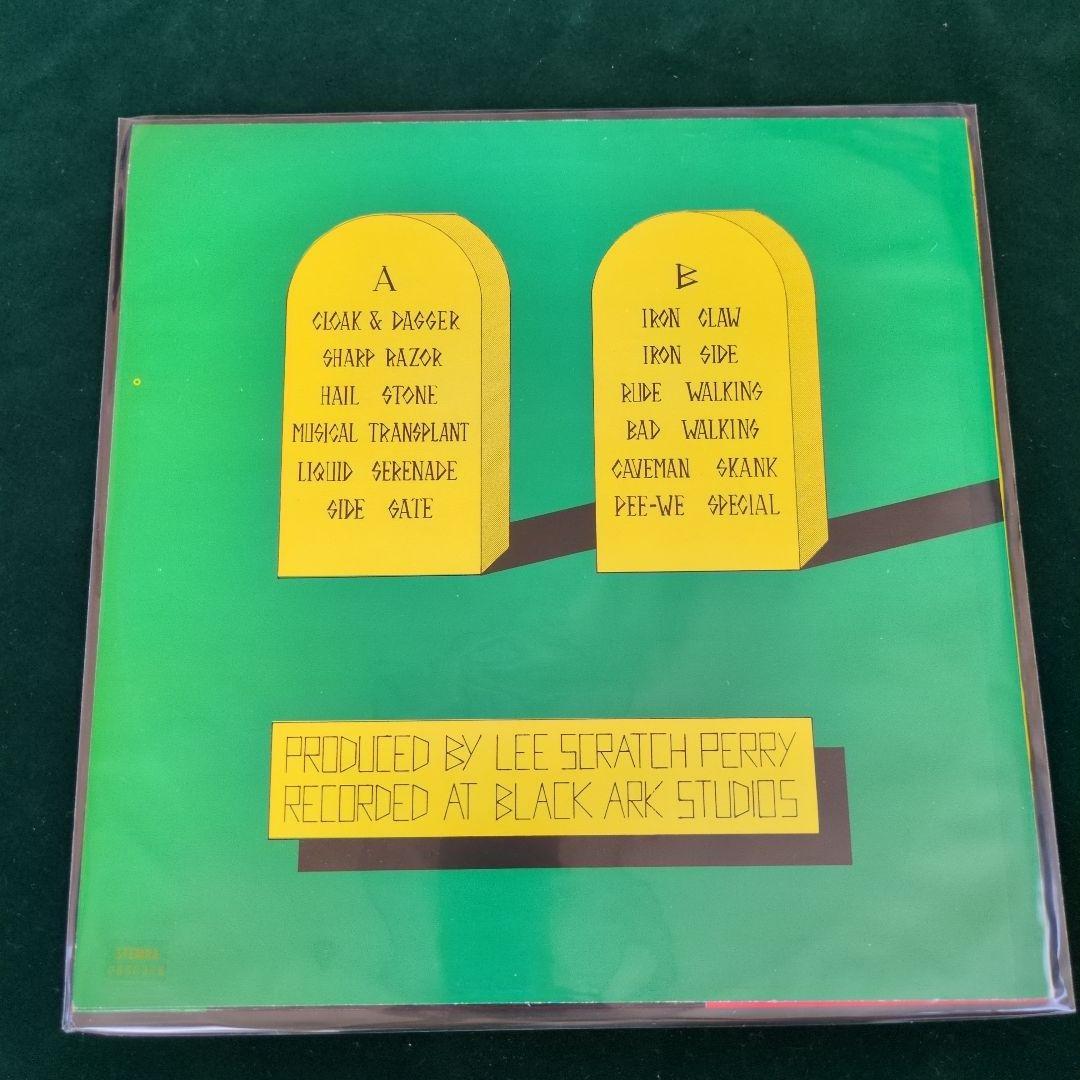 A
CLOAK & DAGGER
SHARP RAZOR
HAIL STONE
MUSICAL TRANSPLANT
LIQUID SERENADE
SIDE GATE
B
IRON CLAW
IRON SIDE
RUDE WALKING
BAD WALKING
CAVEMAN SKANK
PEE-WE SPECIAL
PRODUCED BY LEE SCRATCH PERRY
RECORDED AT BLACK ARK STUDIOS
STEMRA